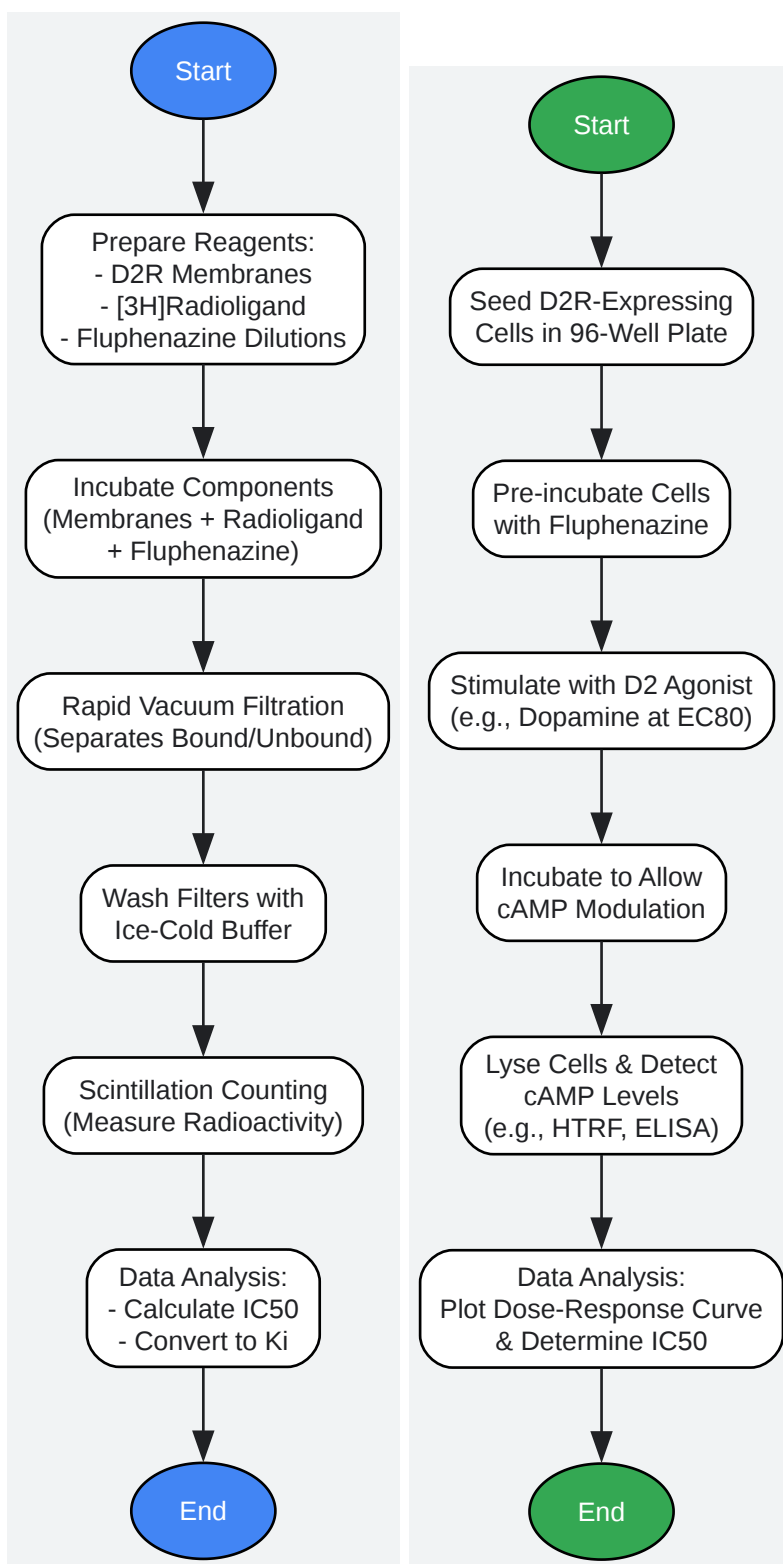 Start
Prepare Reagents:
- D2R Membranes
- [3H]Radioligand
- Fluphenazine Dilutions
Incubate Components
(Membranes + Radioligand
+ Fluphenazine)
Rapid Vacuum Filtration
(Separates Bound/Unbound)
Wash Filters with
Ice-Cold Buffer
Scintillation Counting
(Measure Radioactivity)
Data Analysis:
- Calculate IC50
- Convert to Ki
End
Start
Seed D2R-Expressing
Cells in 96-Well Plate
Pre-incubate Cells
with Fluphenazine
Stimulate with D2 Agonist
(e.g., Dopamine at EC80)
Incubate to Allow
cAMP Modulation
Lyse Cells & Detect
cAMP Levels
(e.g., HTRF, ELISA)
Data Analysis:
Plot Dose-Response Curve
& Determine IC50
End